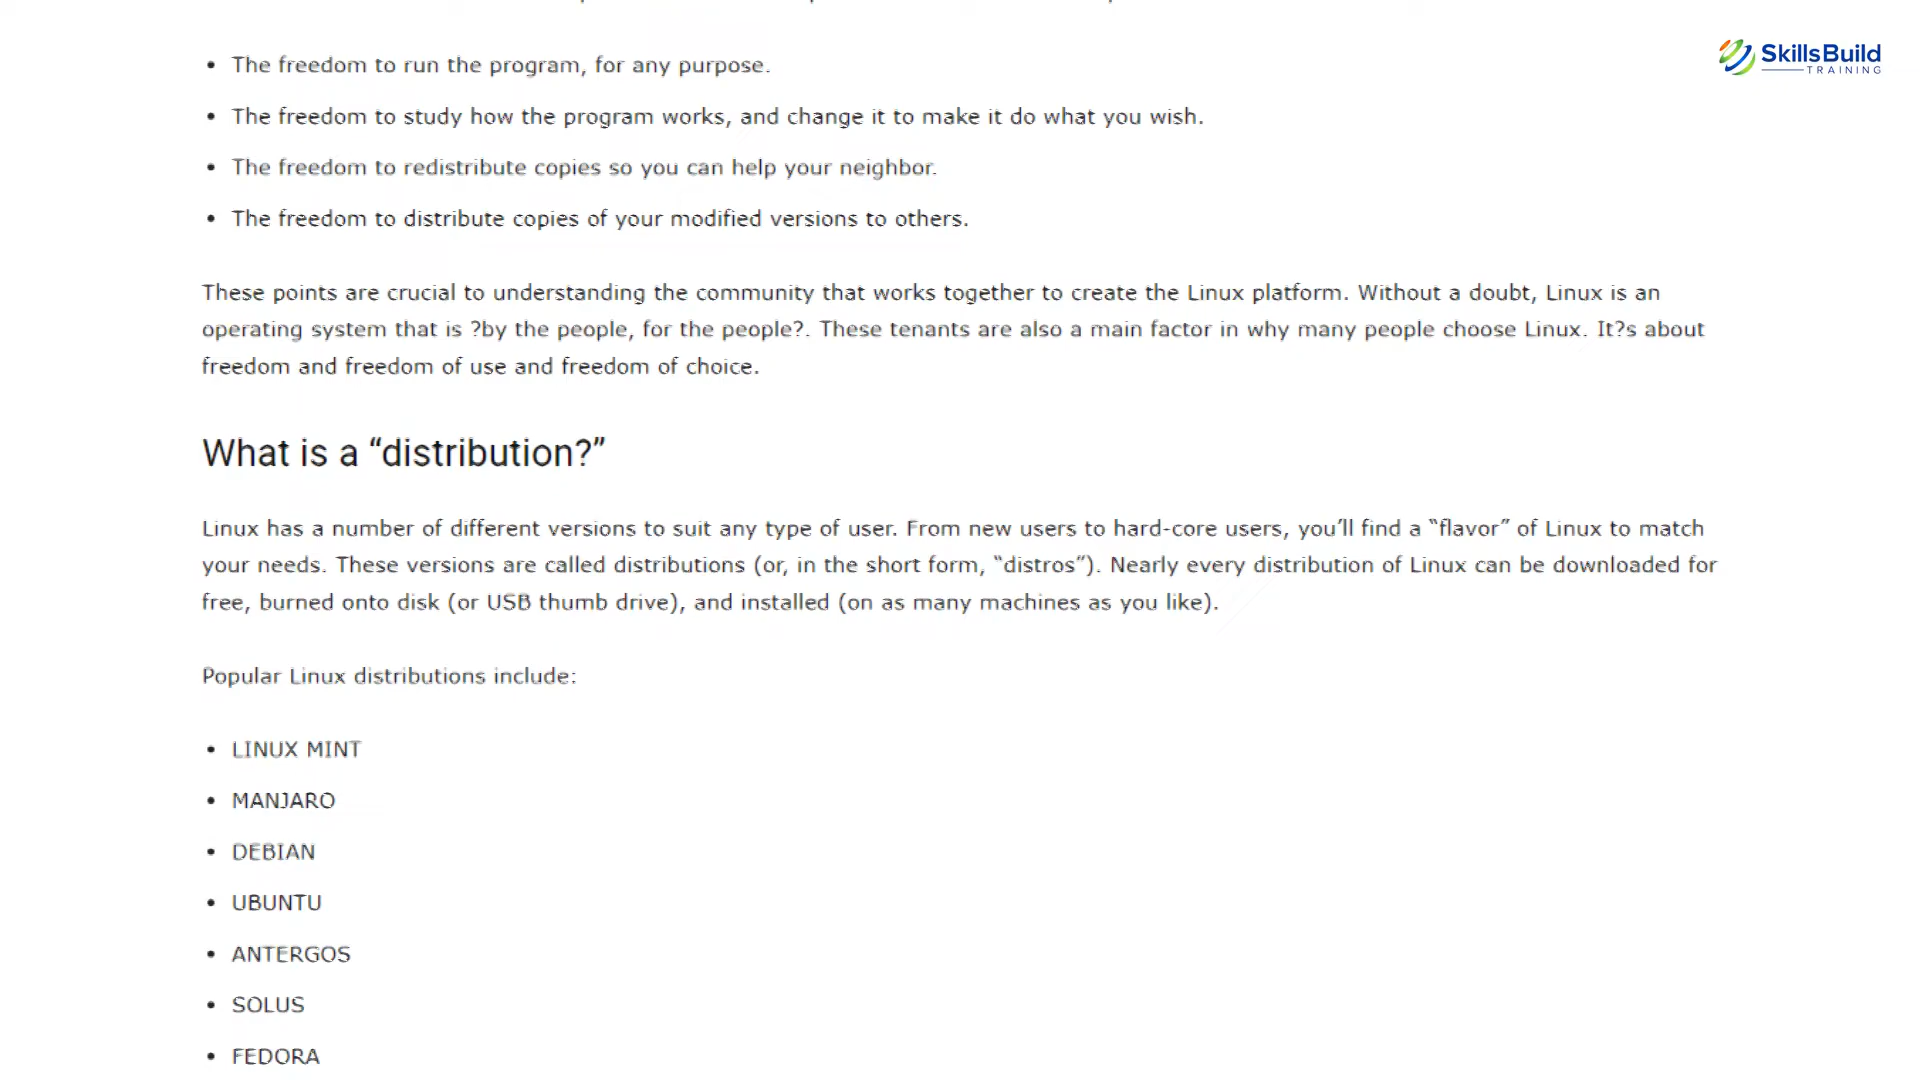 SkillsBuild
TRAINING
• The freedom to run the program, for any purpose.
• The freedom to study how the program works, and change it to make it do what you wish.
• The freedom to redistribute copies so you can help your neighbor.
• The freedom to distribute copies of your modified versions to others.
These points are crucial to understanding the community that works together to create the Linux platform. Without a doubt, Linux is an
operating system that is ?by the people, for the people?. These tenants are also a main factor in why many people choose Linux. It?s about
freedom and freedom of use and freedom of choice.
What is a “distribution?”
Linux has a number of different versions to suit any type of user. From new users to hard-core users, you’ll find a “flavor” of Linux to match
your needs. These versions are called distributions (or, in the short form, “distros”). Nearly every distribution of Linux can be downloaded for
free, burned onto disk (or USB thumb drive), and installed (on as many machines as you like).
Popular Linux distributions include:
• LINUX MINT
• MANJARO
• DEBIAN
• UBUNTU
• ANTERGOS
• SOLUS
• FEDORA